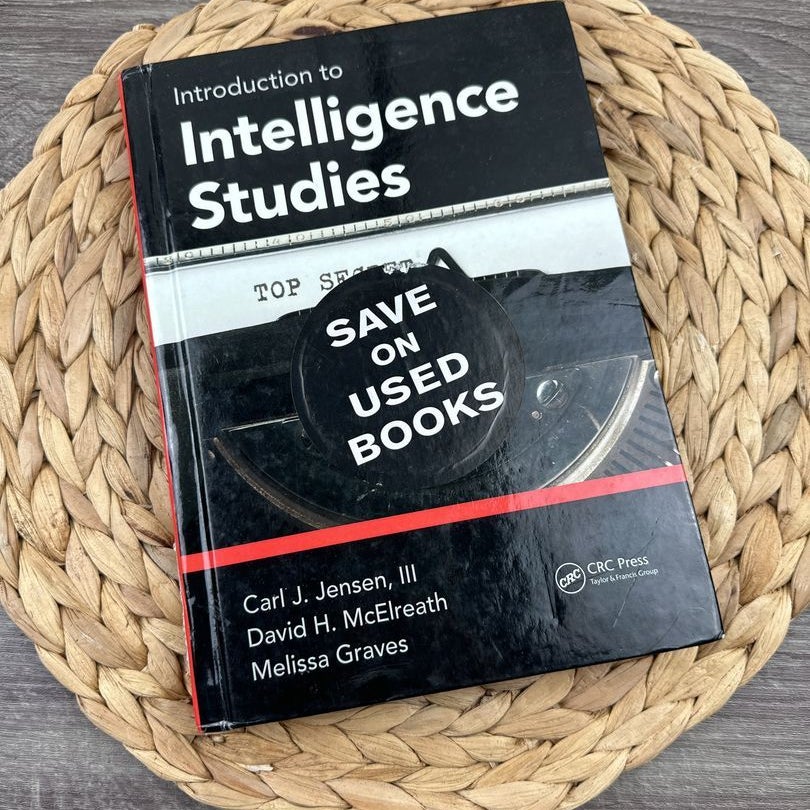 Introduction to
Intelligence
Studies
TOP SECRET
SAVE
ON
USED
BOOKS
Carl J. Jensen, III
David H. McElreath
Melissa Graves
CRC
CRC Press
Taylor & Francis Group